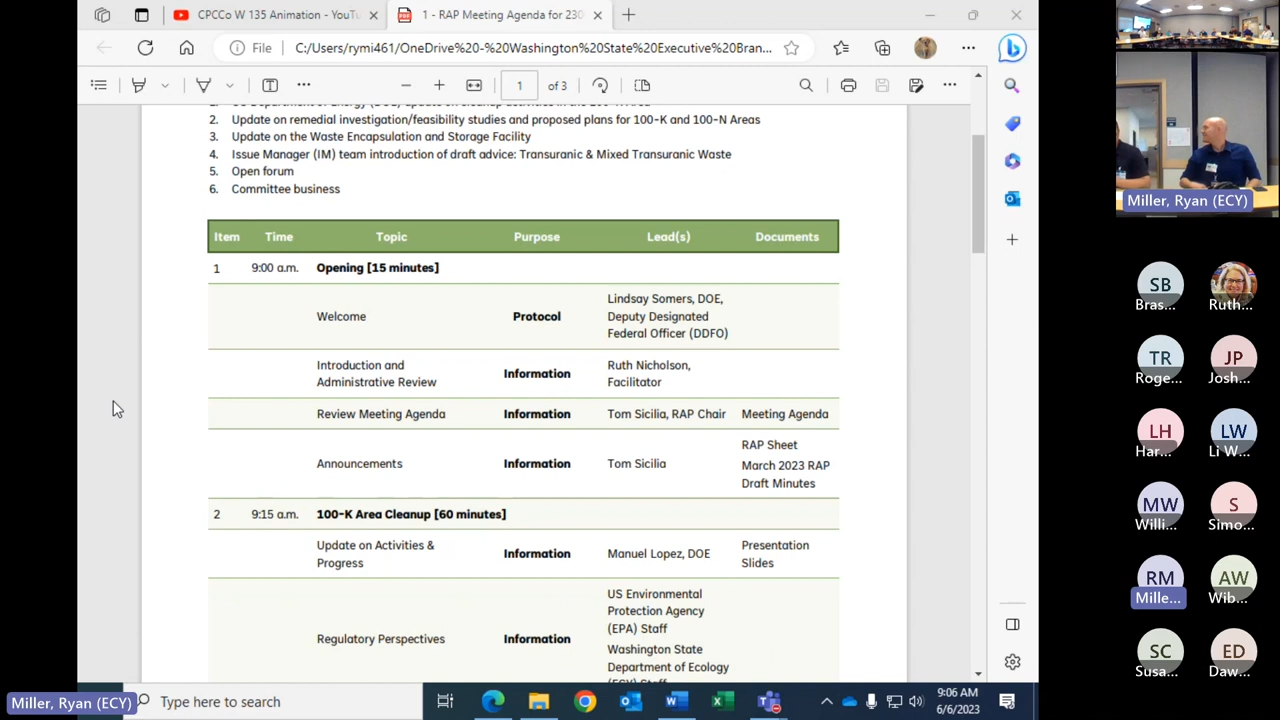 CPCCo W 135 Animation - YouTu
1 - RAP Meeting Agenda for 230
File
C:/Users/rymi461/OneDrive%20-%20Washington%20State%20Executive%20Bran...
1 of 3
2. Update on remedial investigation/feasibility studies and proposed plans for 100-K and 100-N Areas
3. Update on the Waste Encapsulation and Storage Facility
4. Issue Manager (IM) team introduction of draft advice: Transuranic & Mixed Transuranic Waste
5. Open forum
6. Committee business
Item Time Topic Purpose Lead(s) Documents
1 9:00 a.m. Opening [15 minutes]
Welcome Protocol Lindsay Somers, DOE,
Deputy Designated
Federal Officer (DDFO)
Introduction and
Administrative Review
Information
Ruth Nicholson,
Facilitator
Review Meeting Agenda Information Tom Sicilia, RAP Chair Meeting Agenda
Announcements Information Tom Sicilia
RAP Sheet
March 2023 RAP
Draft Minutes
2 9:15 a.m. 100-K Area Cleanup [60 minutes]
Update on Activities &
Progress
Information Manuel Lopez, DOE
Presentation
Slides
Regulatory Perspectives Information
US Environmental
Protection Agency
(EPA) Staff
Washington State
Department of Ecology
(ECY) Staff
Miller, Ryan (ECY)
Type here to search
9:06 AM
6/6/2023
Miller, Ryan (ECY)
SB
Bras...
Ruth...
TR
Roge...
JP
Josh...
LH
Har...
LW
Li W...
MW
Willi...
S
Simo...
RM
Mille...
AW
Wib...
SC
Susa...
ED
Daw...